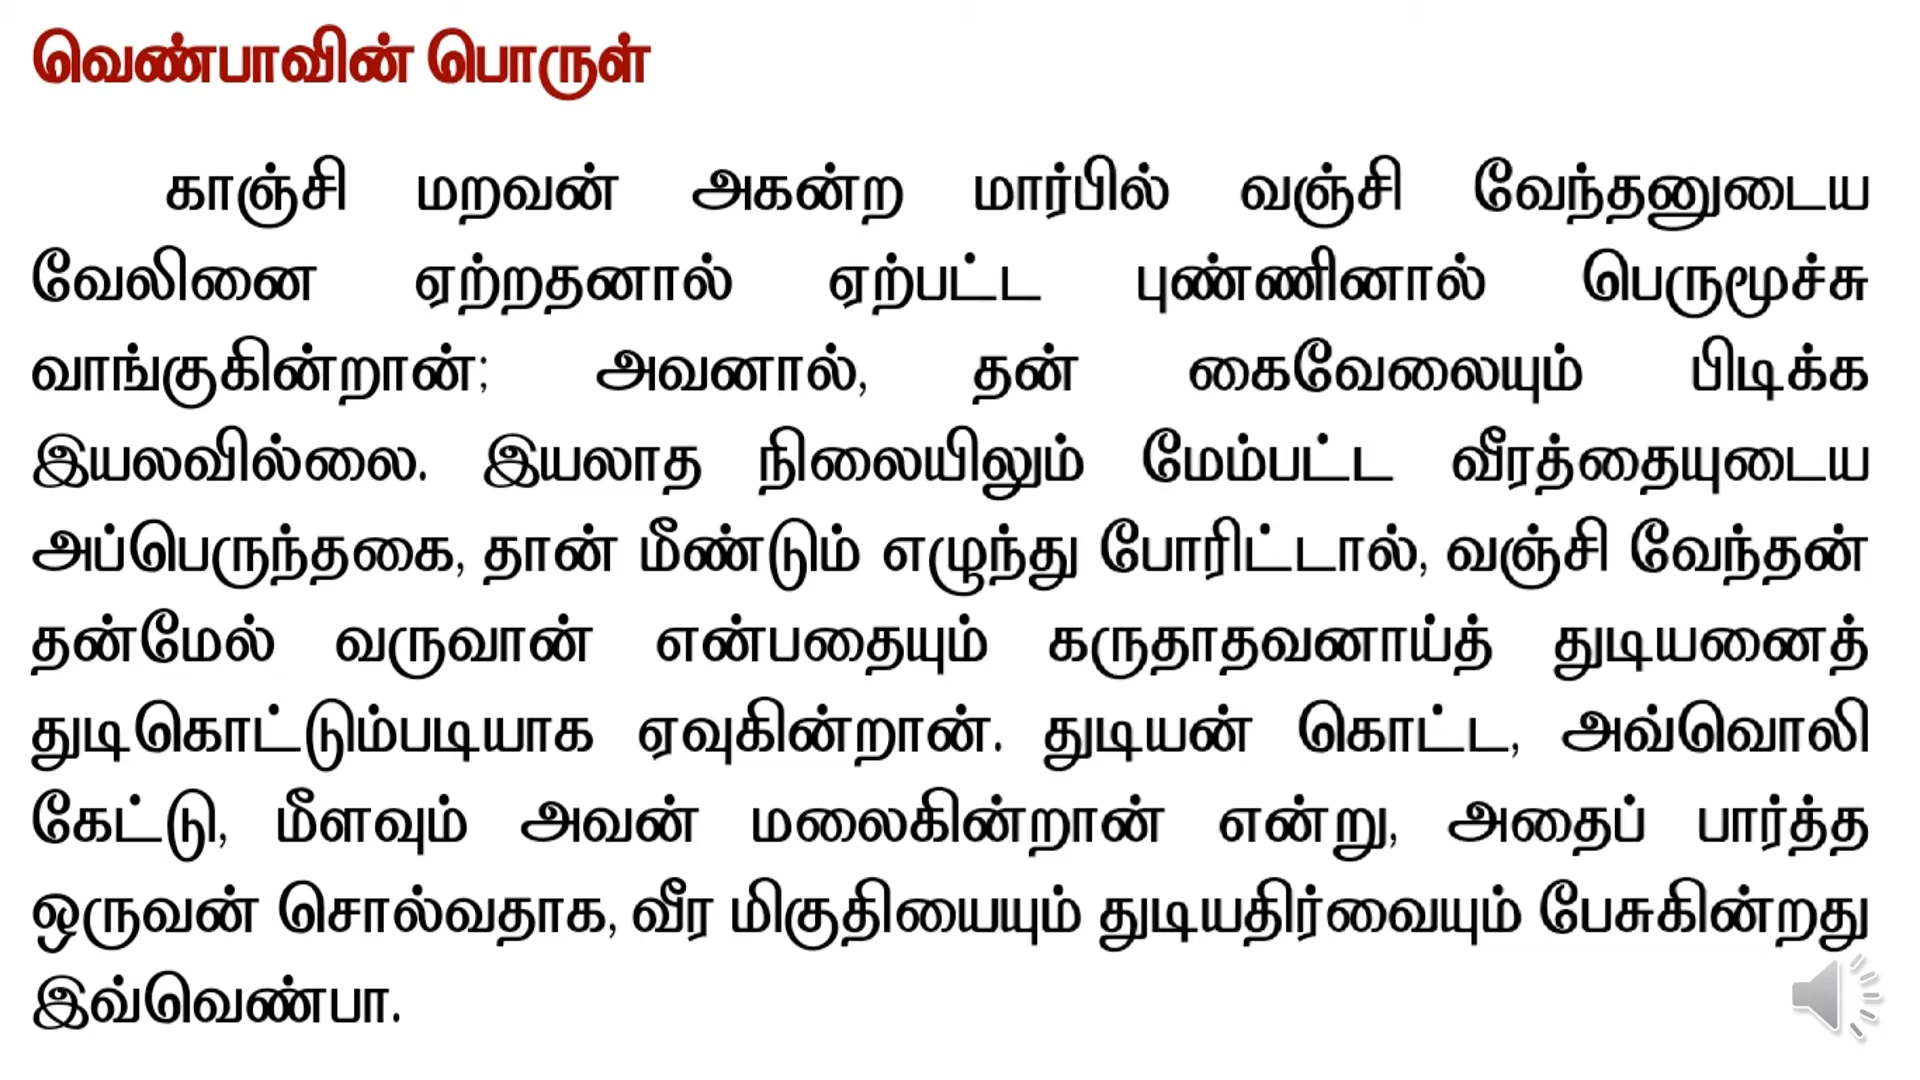 வெண்பாவின் பொருள்
காஞ்சி மறவன் அகன்ற மார்பில் வஞ்சி வேந்தனுடைய
வேலினை ஏற்றதனால் ஏற்பட்ட புண்ணினால் பெருமூச்சு
வாங்குகின்றான்; அவனால், தன் கைவேலையும் பிடிக்க
இயலவில்லை. இயலாத நிலையிலும் மேம்பட்ட வீரத்தையுடைய
அப்பெருந்தகை, தான் மீண்டும் எழுந்து போரிட்டால், வஞ்சி வேந்தன்
தன்மேல் வருவான் என்பதையும் கருதாதவனாய்த் துடியனைத்
துடிகொட்டும்படியாக ஏவுகின்றான். துடியன் கொட்ட, அவ்வொலி
கேட்டு, மீளவும் அவன் மலைகின்றான் என்று, அதைப் பார்த்த
ஒருவன் சொல்வதாக, வீர மிகுதியையும் துடியதிர்வையும் பேசுகின்றது
இவ்வெண்பா.